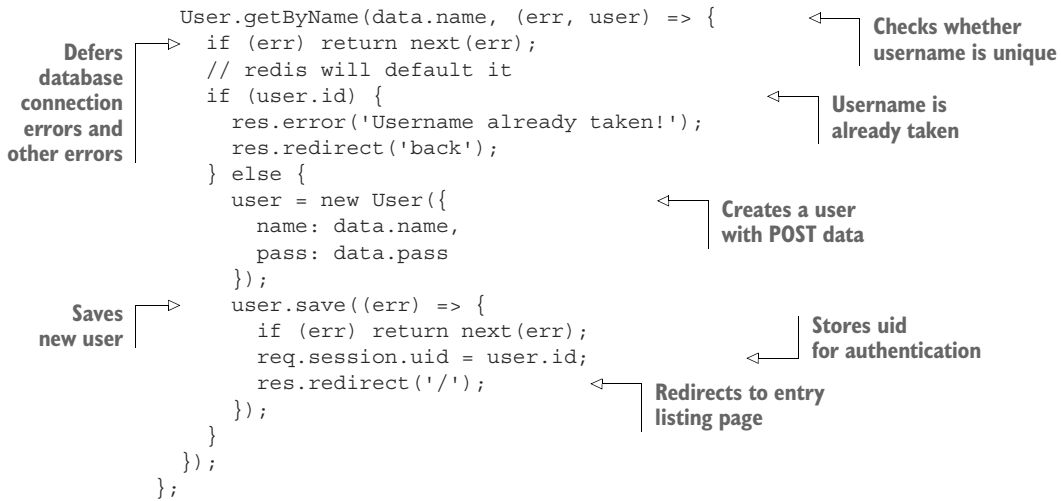 User.getByName(data.name, (err, user) => {
Checks whether
username is unique
Defers
database
connection
errors and
other errors
if (err) return next(err);
// redis will default it
if (user.id) {
Username is
already taken
res.error('Username already taken!');
res.redirect('back');
} else {
user = new User({
Creates a user
with POST data
name: data.name,
pass: data.pass
});
Saves
new user
user.save((err) => {
if (err) return next(err);
Stores uid
for authentication
req.session.uid = user.id;
res.redirect('/');
Redirects to entry
listing page
});
}
});
};